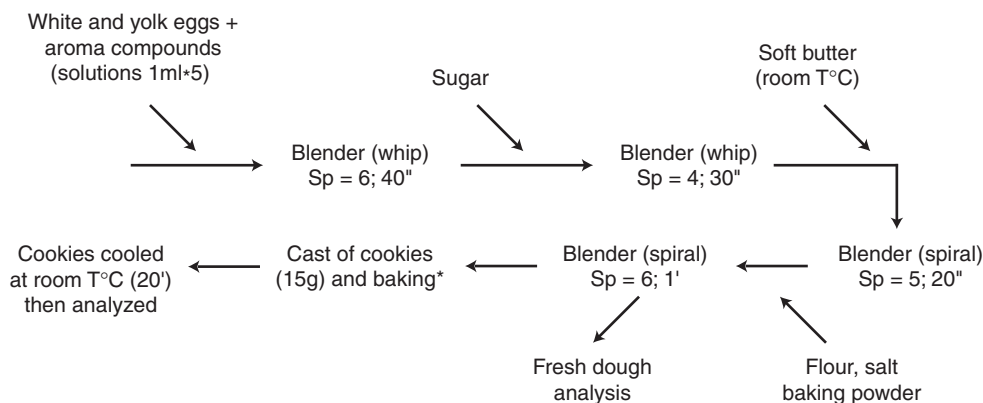 White and yolk eggs +
aroma compounds
(solutions 1ml*5)
Sugar
Soft butter
(room T°C)
Blender (whip)
Sp = 6; 40"
Blender (whip)
Sp = 4; 30"
Cookies cooled
at room T°C (20')
then analyzed
Cast of cookies
(15g) and baking*
Blender (spiral)
Sp = 6; 1'
Blender (spiral)
Sp = 5; 20"
Fresh dough
analysis
Flour, salt
baking powder